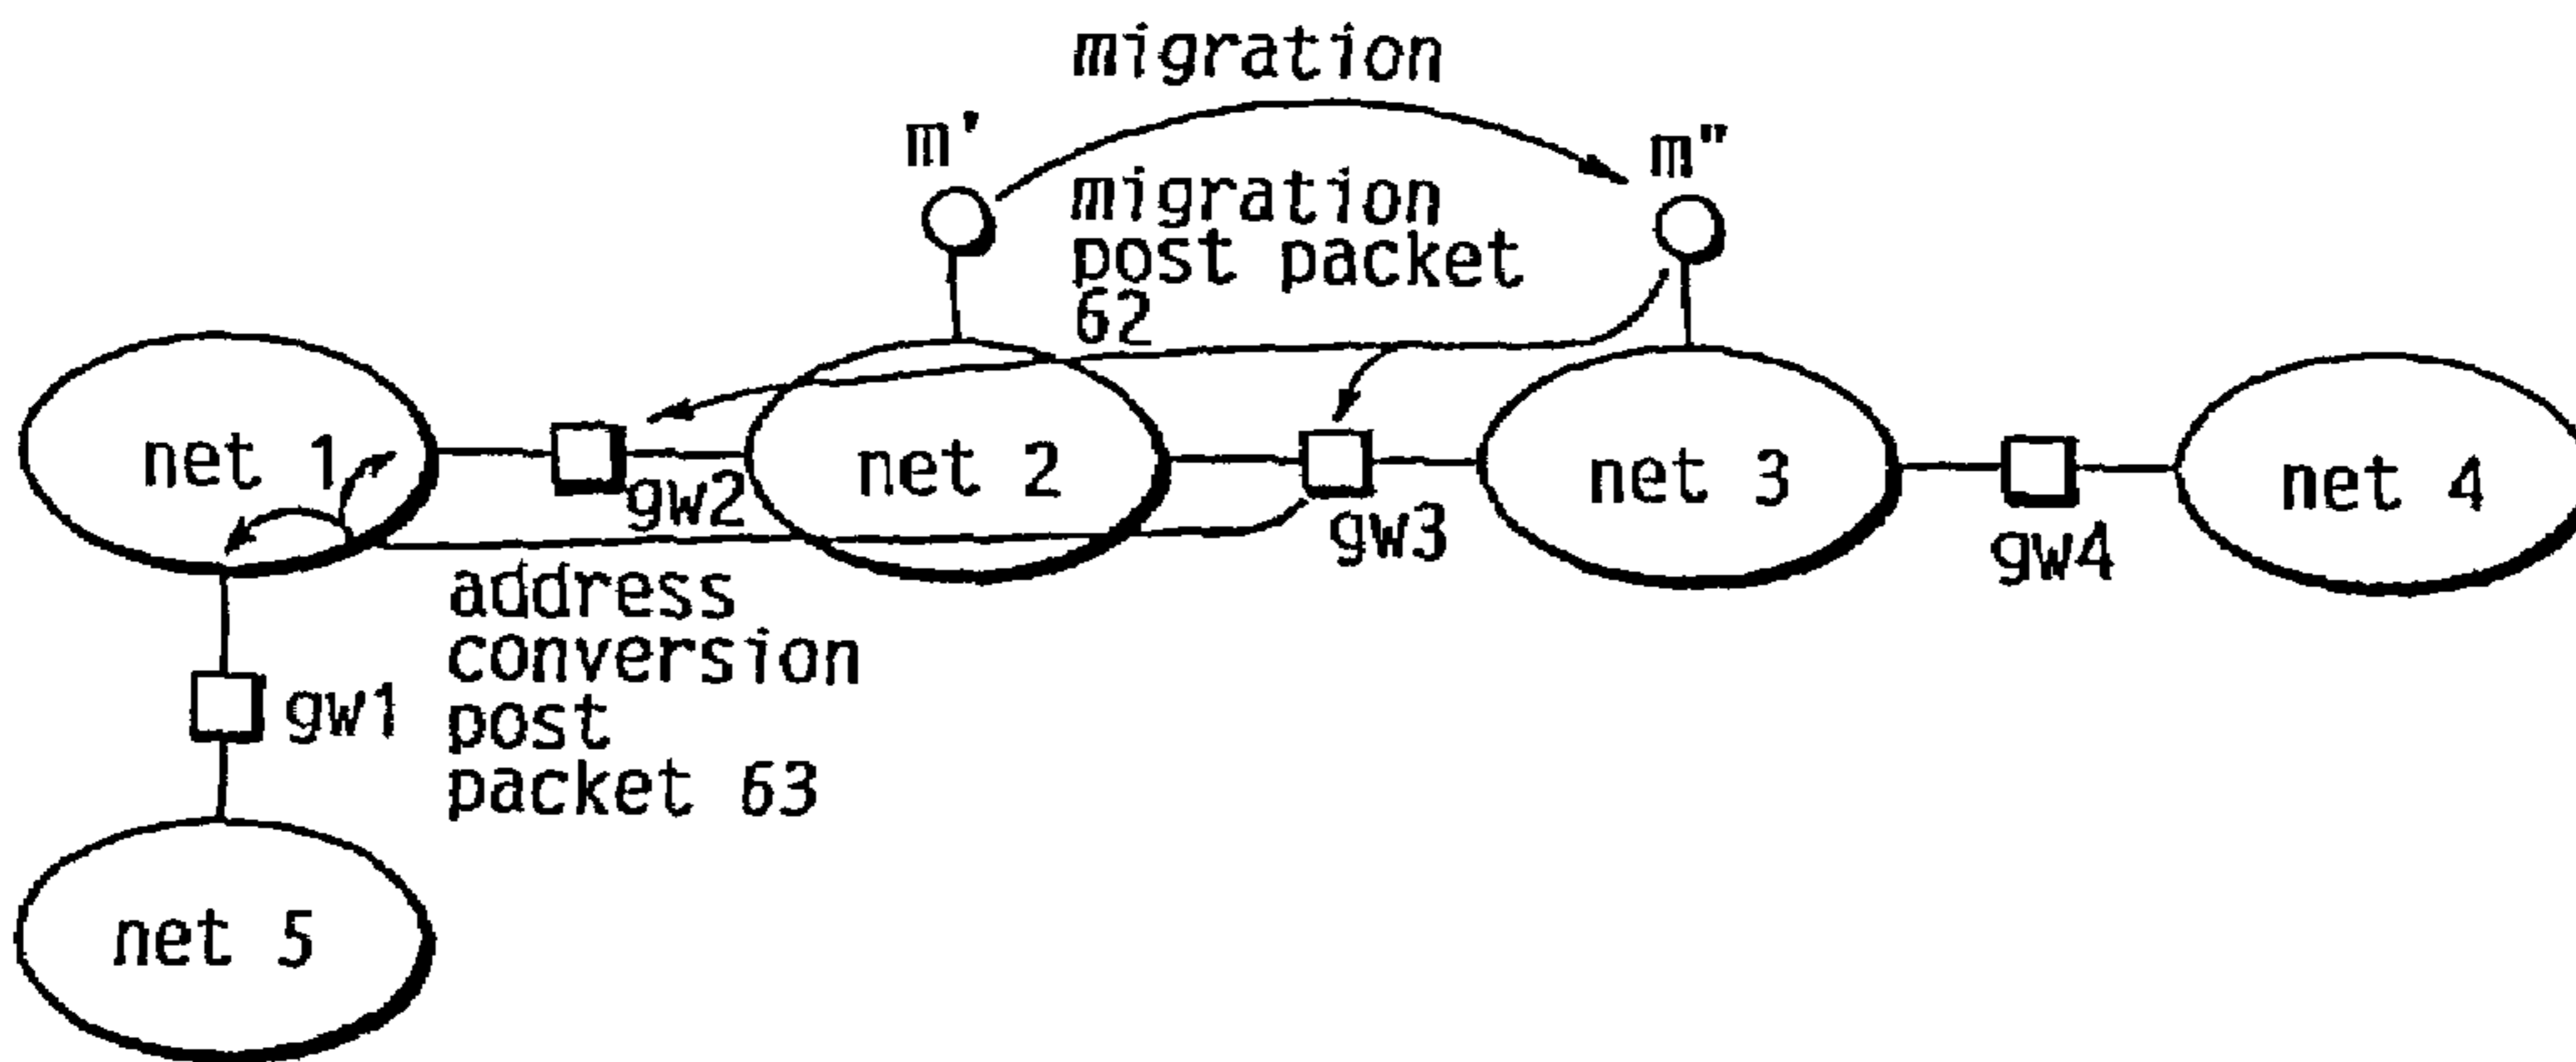 migration
m'
m"
migration
post packet
62
net 1
gw2
net 2
gw3
net 3
gw4
net 4
address
conversion
post
packet 63
gw1
net 5